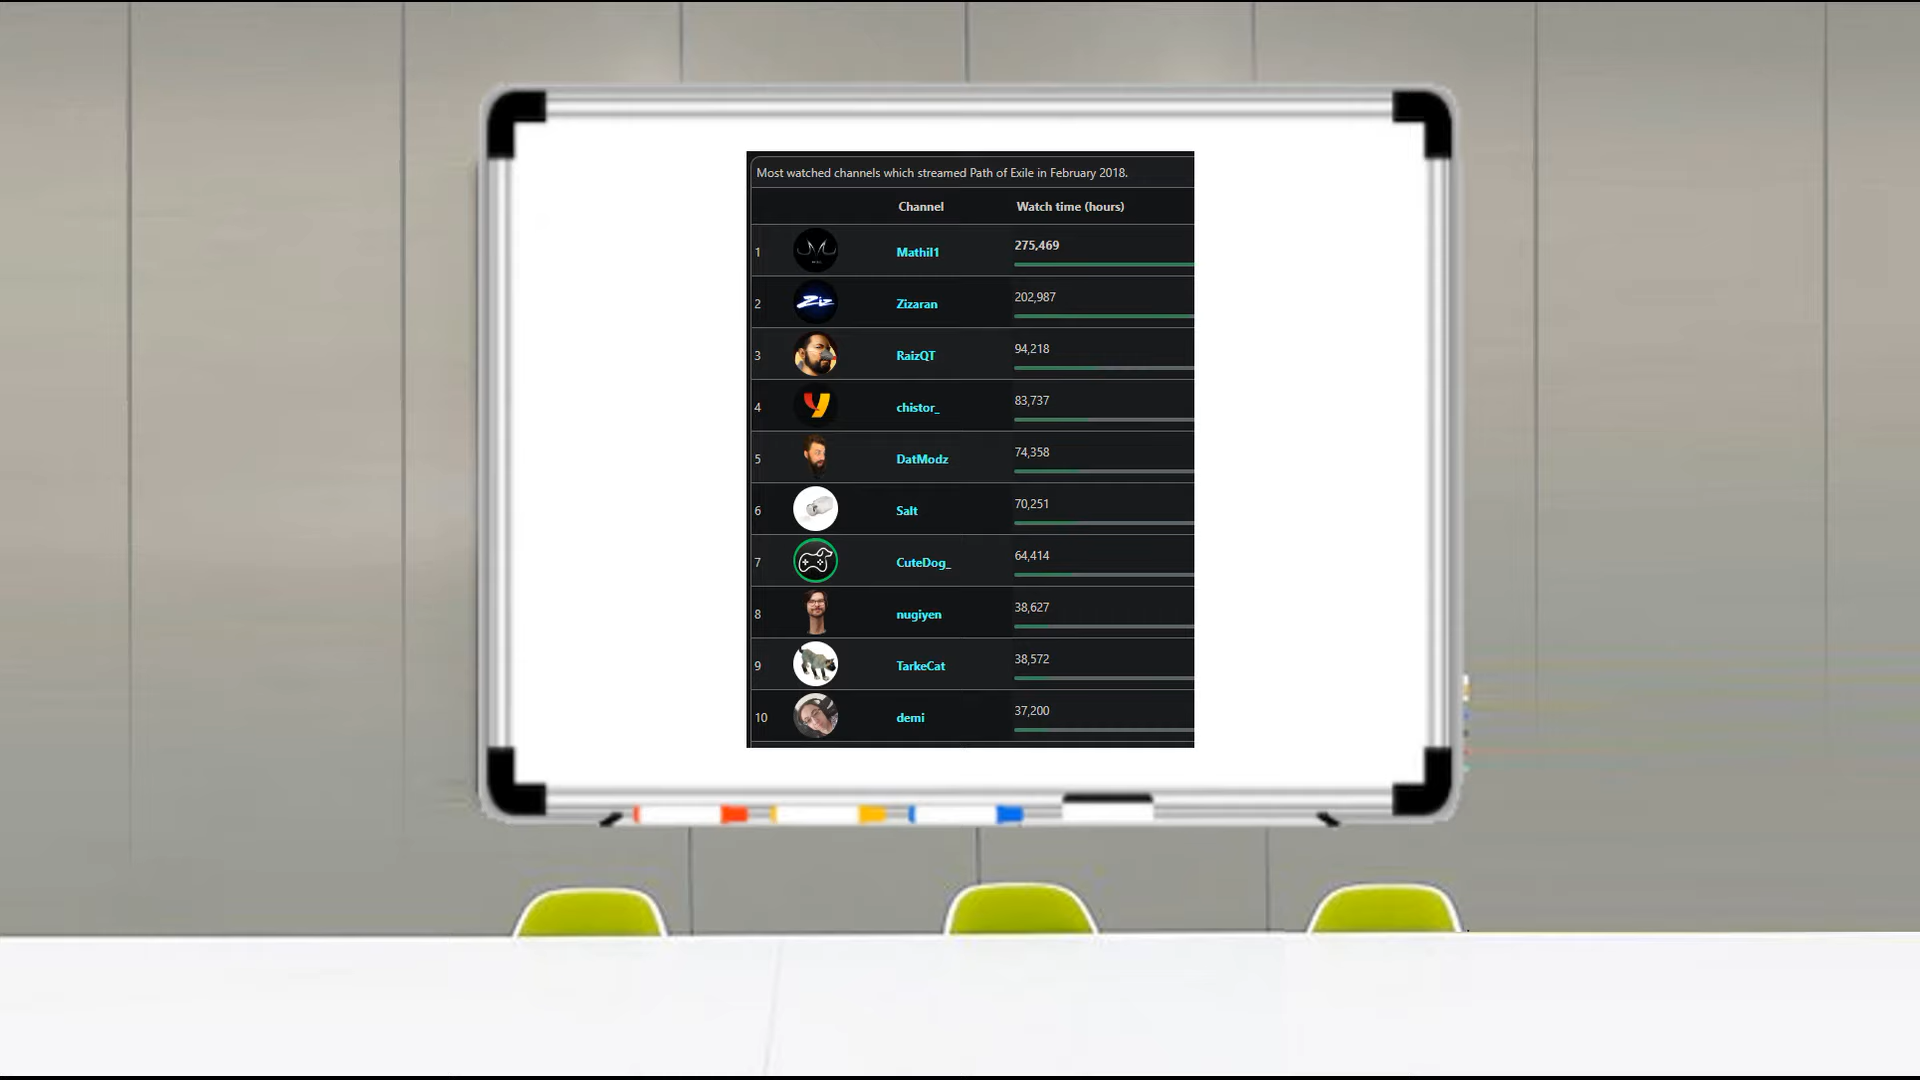 Most watched channels which streamed Path of Exile in February 2018.
Channel Watch time (hours)
1 Mathil1 275,469
2 Ziz Zizaran 202,987
3 RaizQT 94,218
4 chistor_ 83,737
5 DatModz 74,358
6 Salt 70,251
7 CuteDog_ 64,414
8 nugiyen 38,627
9 TarkeCat 38,572
10 demi 37,200